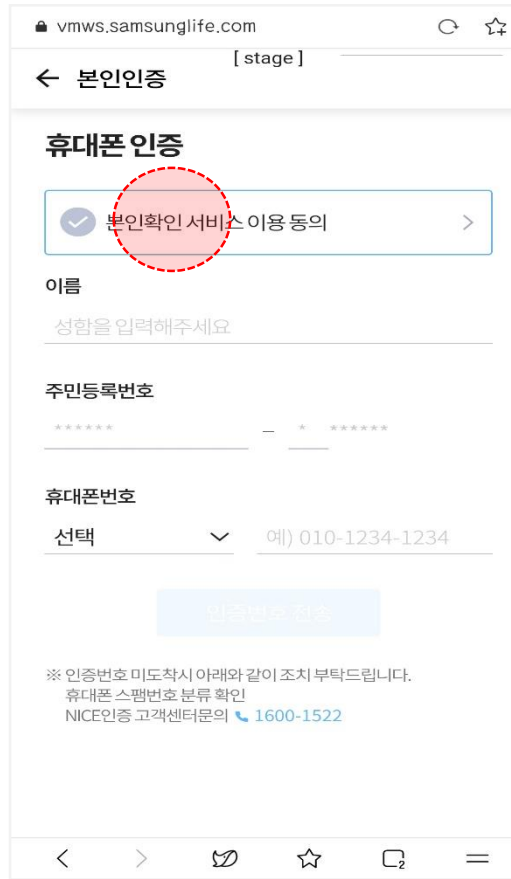 vmws.samsunglife.com
[ stage ]
본인인증
휴대폰 인증
본인확인 서비스 이용 동의
이름
성함을 입력해주세요
주민등록번호
****** – * ******
휴대폰번호
선택 예) 010-1234-1234
인증번호 전송
※ 인증번호 미도착시 아래와 같이 조치 부탁드립니다.
휴대폰 스팸번호 분류 확인
NICE인증 고객센터문의 1600-1522
2